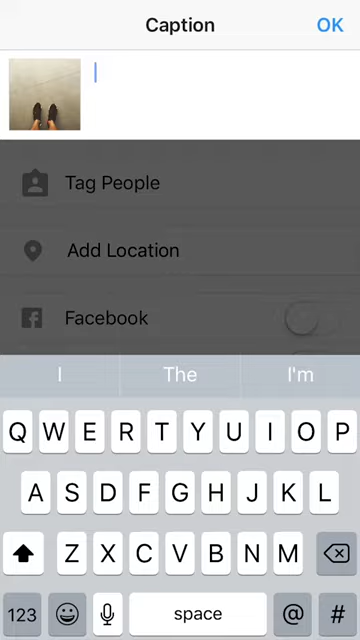 Caption
OK
Tag People
Add Location
Facebook
I The I'm
Q W E R T Y U I O P
A S D F G H J K L
Z X C V B N M
123 space @ #